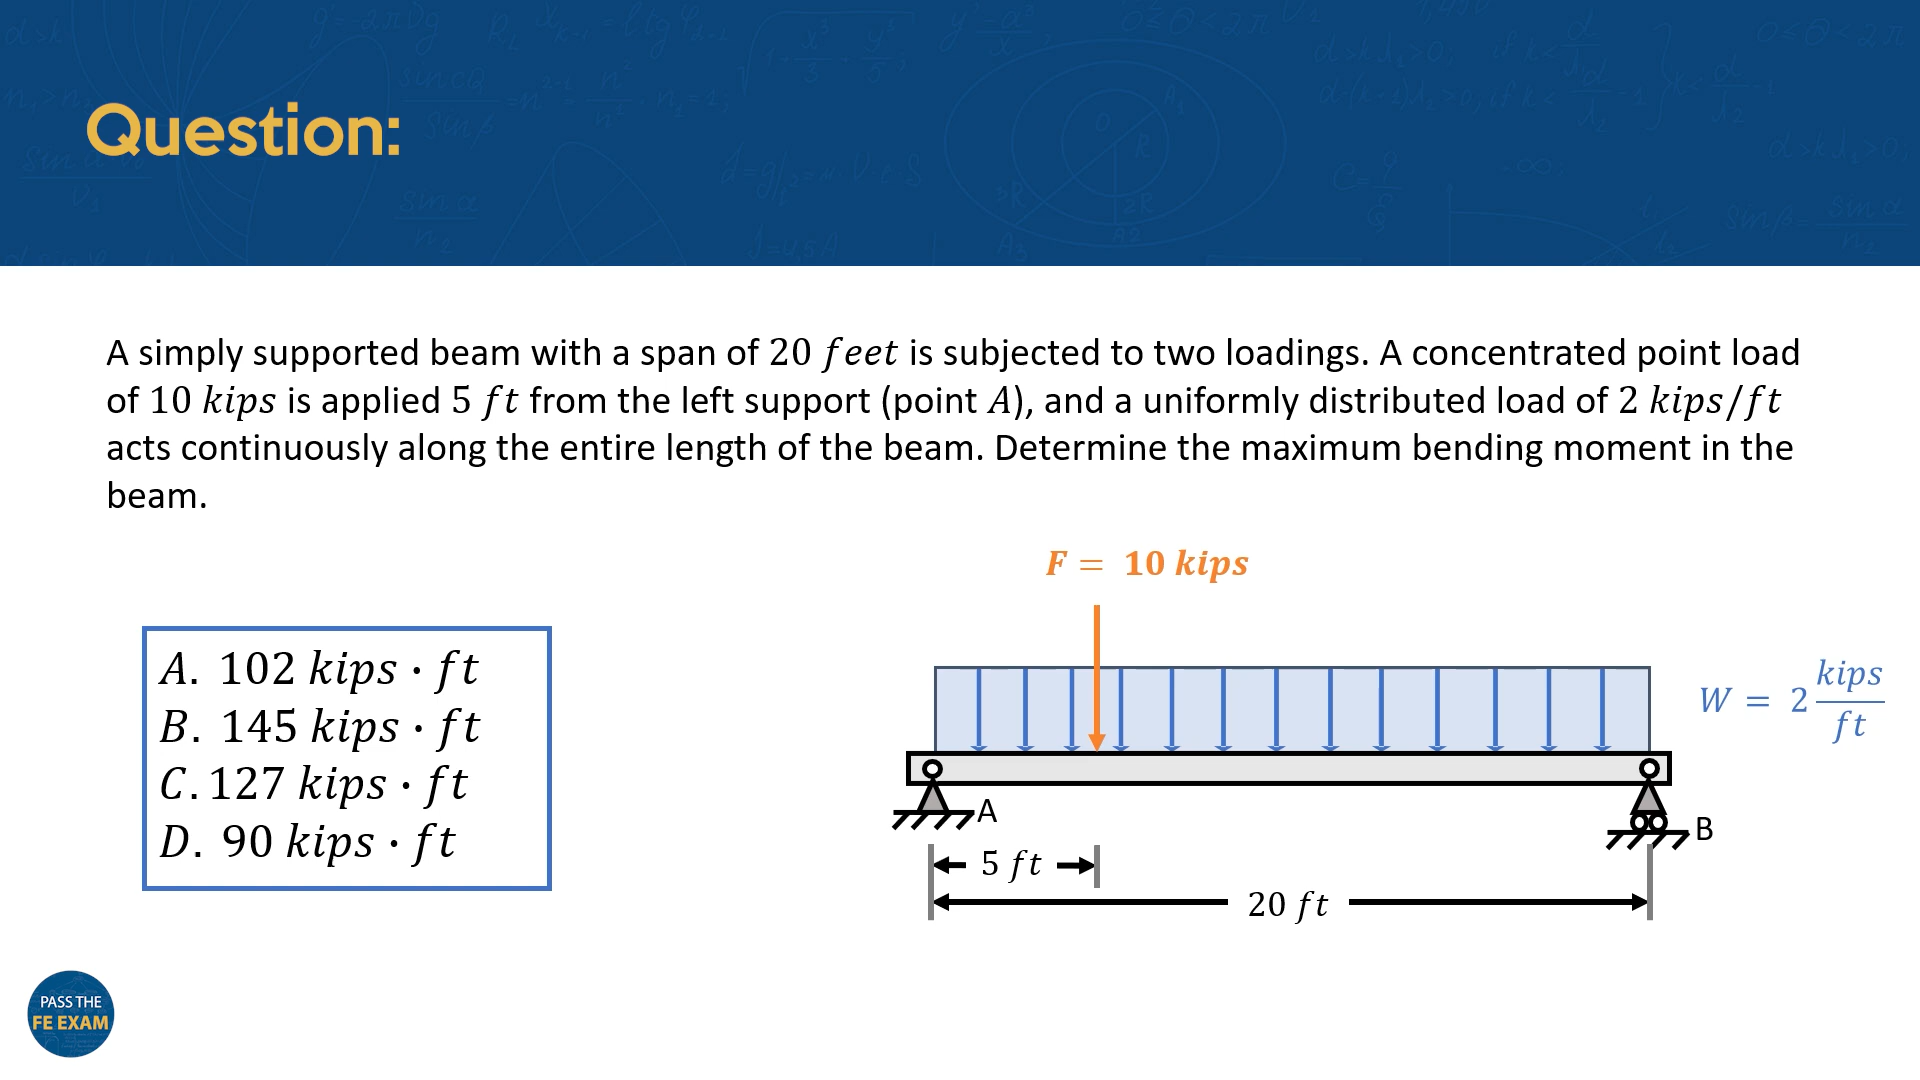 Question:
A simply supported beam with a span of 20 feet is subjected to two loadings. A concentrated point load
of 10 kips is applied 5 ft from the left support (point A), and a uniformly distributed load of 2 kips/ft
acts continuously along the entire length of the beam. Determine the maximum bending moment in the
beam.
F = 10 kips
A. 102 kips · ft
B. 145 kips · ft
C. 127 kips · ft
D. 90 kips · ft
W = 2 kips/ft
A
B
5 ft
20 ft
PASS THE
FE EXAM